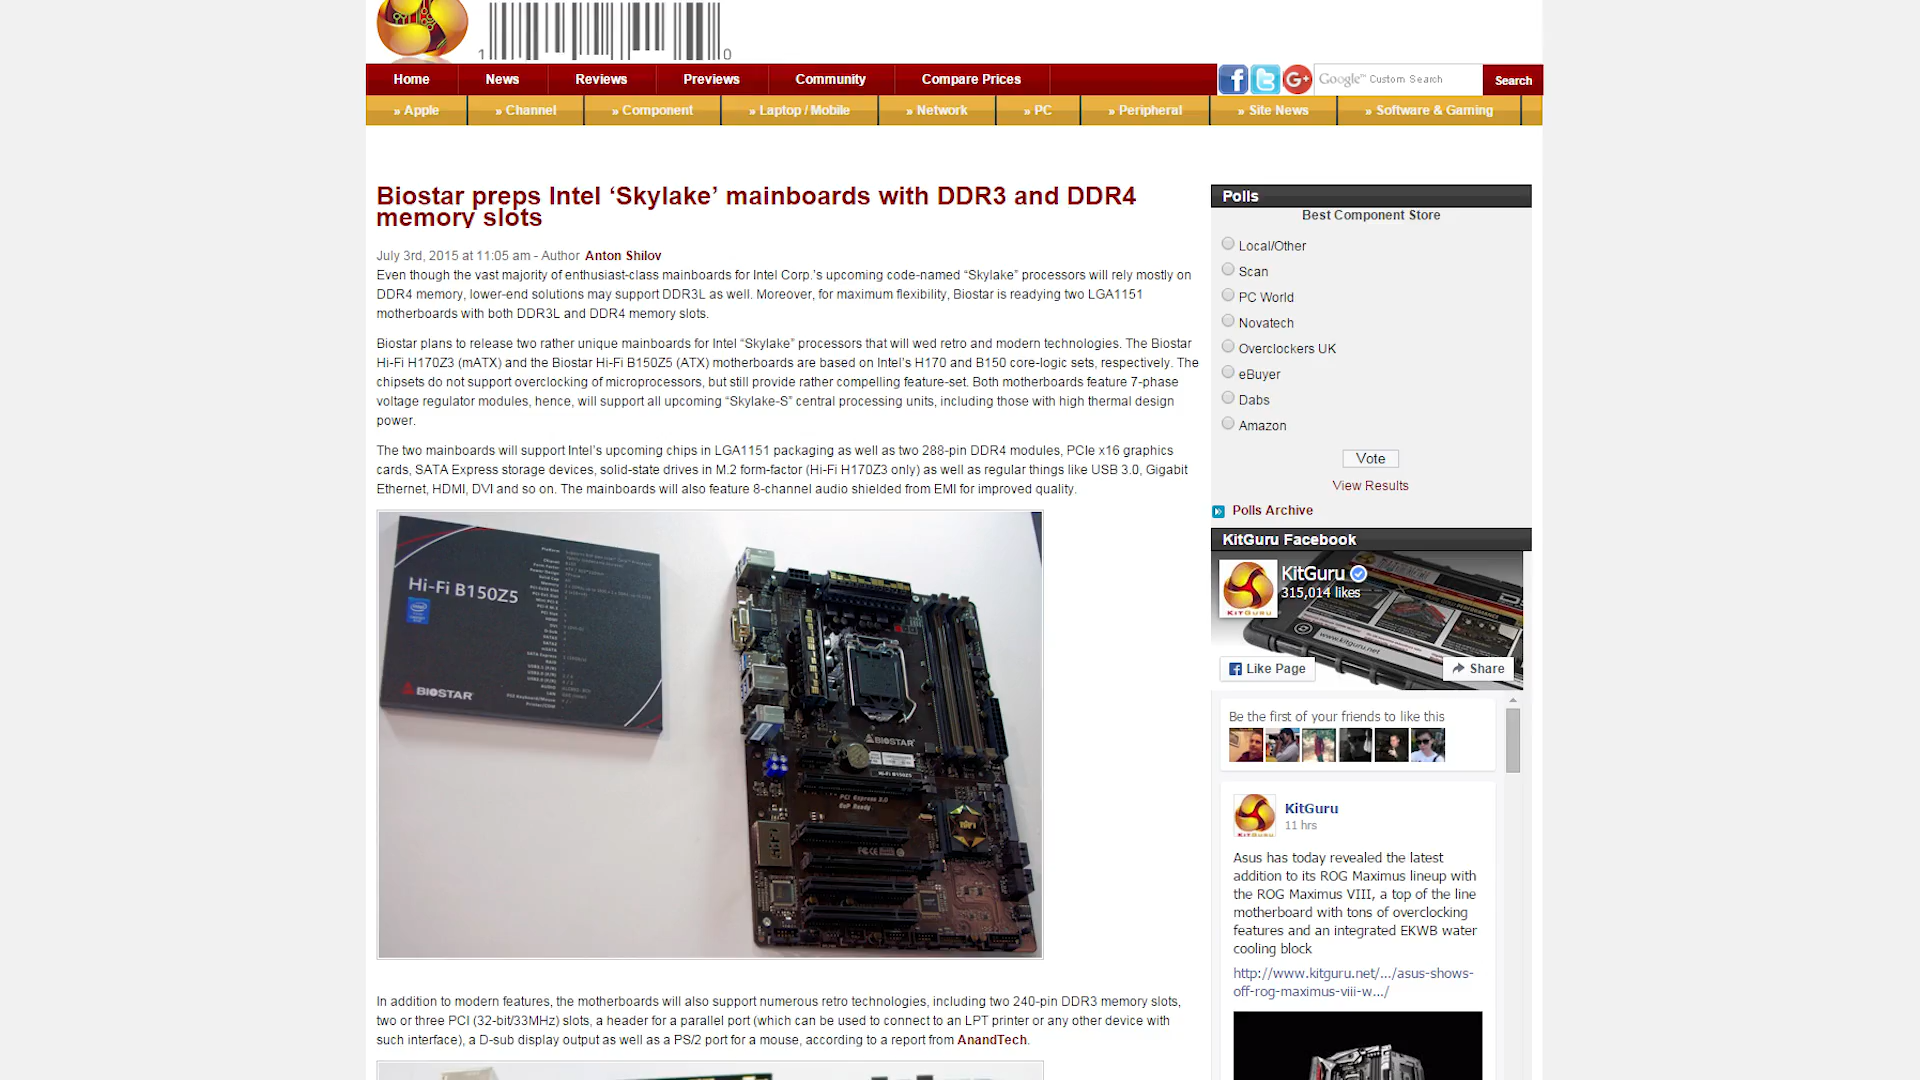 1 0
Home News Reviews Previews Community Compare Prices Google™ Custom Search Search
» Apple » Channel » Component » Laptop / Mobile » Network » PC » Peripheral » Site News » Software & Gaming
Biostar preps Intel ‘Skylake’ mainboards with DDR3 and DDR4
memory slots
July 3rd, 2015 at 11:05 am - Author Anton Shilov
Even though the vast majority of enthusiast-class mainboards for Intel Corp.’s upcoming code-named “Skylake” processors will rely mostly on
DDR4 memory, lower-end solutions may support DDR3L as well. Moreover, for maximum flexibility, Biostar is readying two LGA1151
motherboards with both DDR3L and DDR4 memory slots.
Biostar plans to release two rather unique mainboards for Intel “Skylake” processors that will wed retro and modern technologies. The Biostar
Hi-Fi H170Z3 (mATX) and the Biostar Hi-Fi B150Z5 (ATX) motherboards are based on Intel’s H170 and B150 core-logic sets, respectively. The
chipsets do not support overclocking of microprocessors, but still provide rather compelling feature-set. Both motherboards feature 7-phase
voltage regulator modules, hence, will support all upcoming “Skylake-S” central processing units, including those with high thermal design
power.
The two mainboards will support Intel’s upcoming chips in LGA1151 packaging as well as two 288-pin DDR4 modules, PCIe x16 graphics
cards, SATA Express storage devices, solid-state drives in M.2 form-factor (Hi-Fi H170Z3 only) as well as regular things like USB 3.0, Gigabit
Ethernet, HDMI, DVI and so on. The mainboards will also feature 8-channel audio shielded from EMI for improved quality.
Hi-Fi B150Z5
BIOSTAR
BIOSTAR
Hi-Fi B150Z5
PCI Express 3.0
EuP Ready
In addition to modern features, the motherboards will also support numerous retro technologies, including two 240-pin DDR3 memory slots,
two or three PCI (32-bit/33MHz) slots, a header for a parallel port (which can be used to connect to an LPT printer or any other device with
such interface), a D-sub display output as well as a PS/2 port for a mouse, according to a report from AnandTech.
Polls
Best Component Store
Local/Other
Scan
PC World
Novatech
Overclockers UK
eBuyer
Dabs
Amazon
Vote
View Results
Polls Archive
KitGuru Facebook
KitGuru
315,014 likes
KITGURU
www.kitguru.net
Like Page Share
Be the first of your friends to like this
KitGuru
11 hrs
KITGURU
Asus has today revealed the latest
addition to its ROG Maximus lineup with
the ROG Maximus VIII, a top of the line
motherboard with tons of overclocking
features and an integrated EKWB water
cooling block
http://www.kitguru.net/.../asus-shows-
off-rog-maximus-viii-w.../